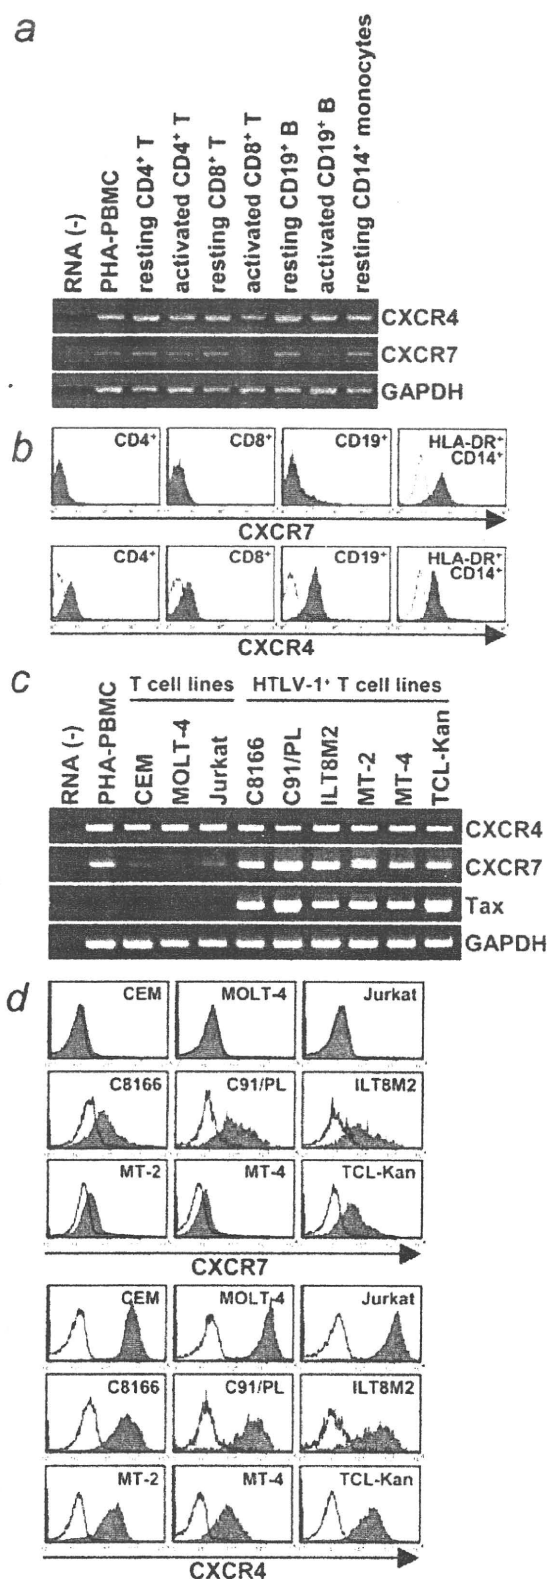 a
RNA (-)
PHA-PBMC
resting CD4⁺ T
activated CD4⁺ T
resting CD8⁺ T
activated CD8⁺ T
resting CD19⁺ B
activated CD19⁺ B
resting CD14⁺ monocytes
CXCR4
CXCR7
GAPDH
b
CD4⁺
CD8⁺
CD19⁺
HLA-DR⁺
CD14⁺
CXCR7
CD4⁺
CD8⁺
CD19⁺
HLA-DR⁺
CD14⁺
CXCR4
c
T cell lines
HTLV-1⁺ T cell lines
RNA (-)
PHA-PBMC
CEM
MOLT-4
Jurkat
C8166
C91/PL
ILT8M2
MT-2
MT-4
TCL-Kan
CXCR4
CXCR7
Tax
GAPDH
d
CEM
MOLT-4
Jurkat
C8166
C91/PL
ILT8M2
MT-2
MT-4
TCL-Kan
CXCR7
CEM
MOLT-4
Jurkat
C8166
C91/PL
ILT8M2
MT-2
MT-4
TCL-Kan
CXCR4